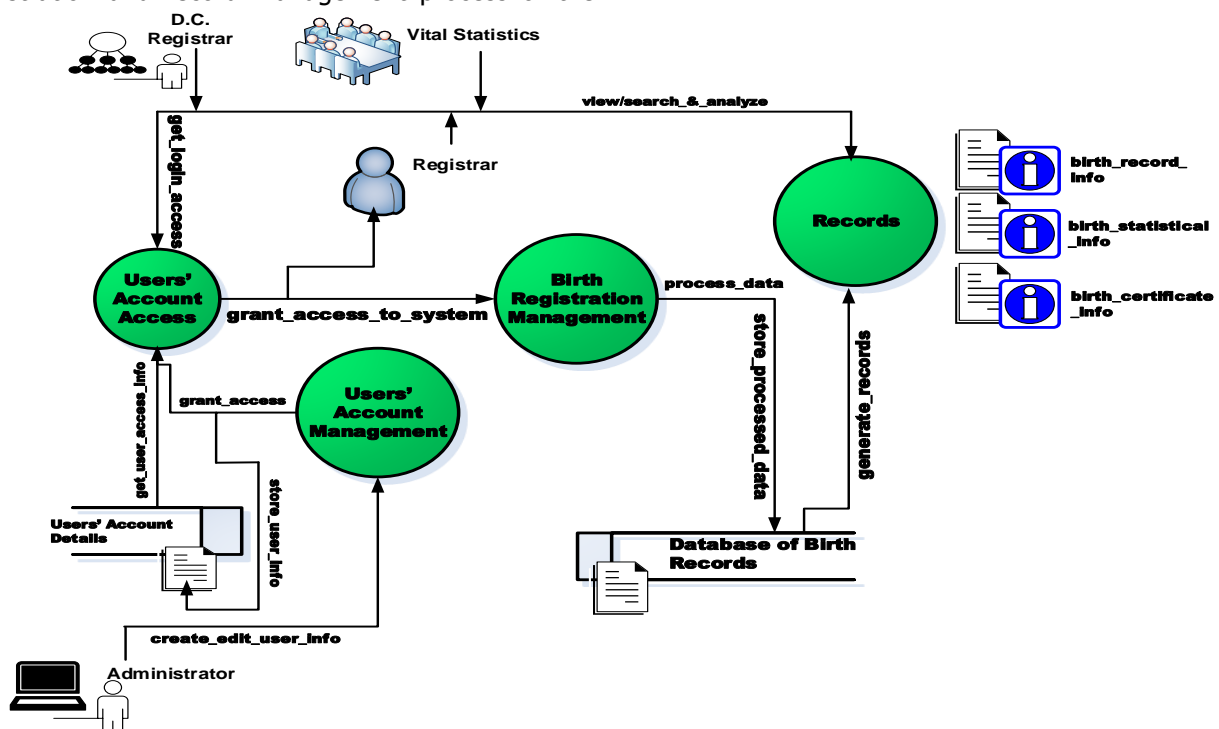 D.C.
Registrar
Vital Statistics
view/search_&_analyze
get_login_access
Registrar
birth_record_
info
Records
birth_statistical
_info
birth_certificate
_info
Users'
Account
Access
grant_access_to_system
Birth
Registration
Management
process_data
store_processed_data
generate_records
get_user_access_info
grant_access
Users'
Account
Management
store_user_info
Users' Account
Details
Database of Birth
Records
create_edit_user_info
Administrator